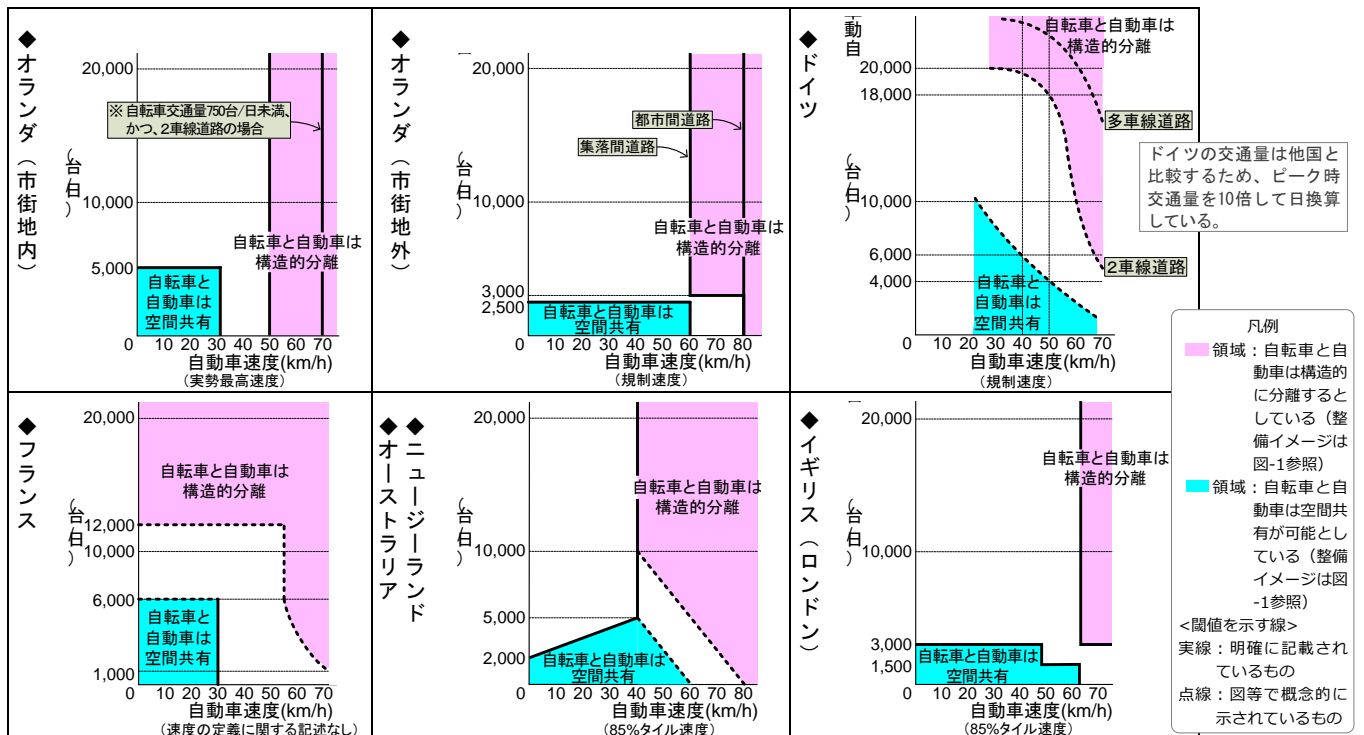 ◆オランダ（市街地内）
20,000
※ 自転車交通量750台/日未満、
かつ、2車線道路の場合
（台/日）
10,000
自転車と自動車は
構造的分離
5,000
自転車と
自動車は
空間共有
0 10 20 30 40 50 60 70
自動車速度(km/h)
（実勢最高速度）
◆オランダ（市街地外）
20,000
都市間道路
集落間道路
（台/日）
10,000
自転車と自動車は
構造的分離
3,000
2,500
自転車と自動車は
空間共有
0 10 20 30 40 50 60 70 80
自動車速度(km/h)
（規制速度）
◆ドイツ
動自
自転車と自動車は
構造的分離
20,000
18,000
多車線道路
（台/日）
10,000
6,000
4,000
2車線道路
自転車と
自動車は
空間共有
0 10 20 30 40 50 60 70
自動車速度(km/h)
（規制速度）
ドイツの交通量は他国と
比較するため、ピーク時
交通量を10倍して日換算
している。
◆フランス
20,000
自転車と自動車は
構造的分離
（台/日）
12,000
10,000
6,000
自転車と
自動車は
空間共有
1,000
0 10 20 30 40 50 60 70
自動車速度(km/h)
（速度の定義に関する記述なし）
◆ニュージーランド
◆オーストラリア
20,000
自転車と自動車は
構造的分離
（台/日）
10,000
5,000
2,000
自転車と自動車は
空間共有
0 10 20 30 40 50 60 70 80
自動車速度(km/h)
（85%タイル速度）
◆イギリス（ロンドン）
20,000
自転車と自動車は
構造的分離
（台/日）
10,000
3,000
1,500
自転車と自動車は
空間共有
0 10 20 30 40 50 60 70
自動車速度(km/h)
（85%タイル速度）
凡例
領域：自転車と自
動車は構造的
に分離すると
している（整
備イメージは
図-1参照）
領域：自転車と自
動車は空間共
有が可能とし
ている（整備
イメージは図
-1参照）
<閾値を示す線>
実線：明確に記載され
ているもの
点線：図等で概念的に
示されているもの